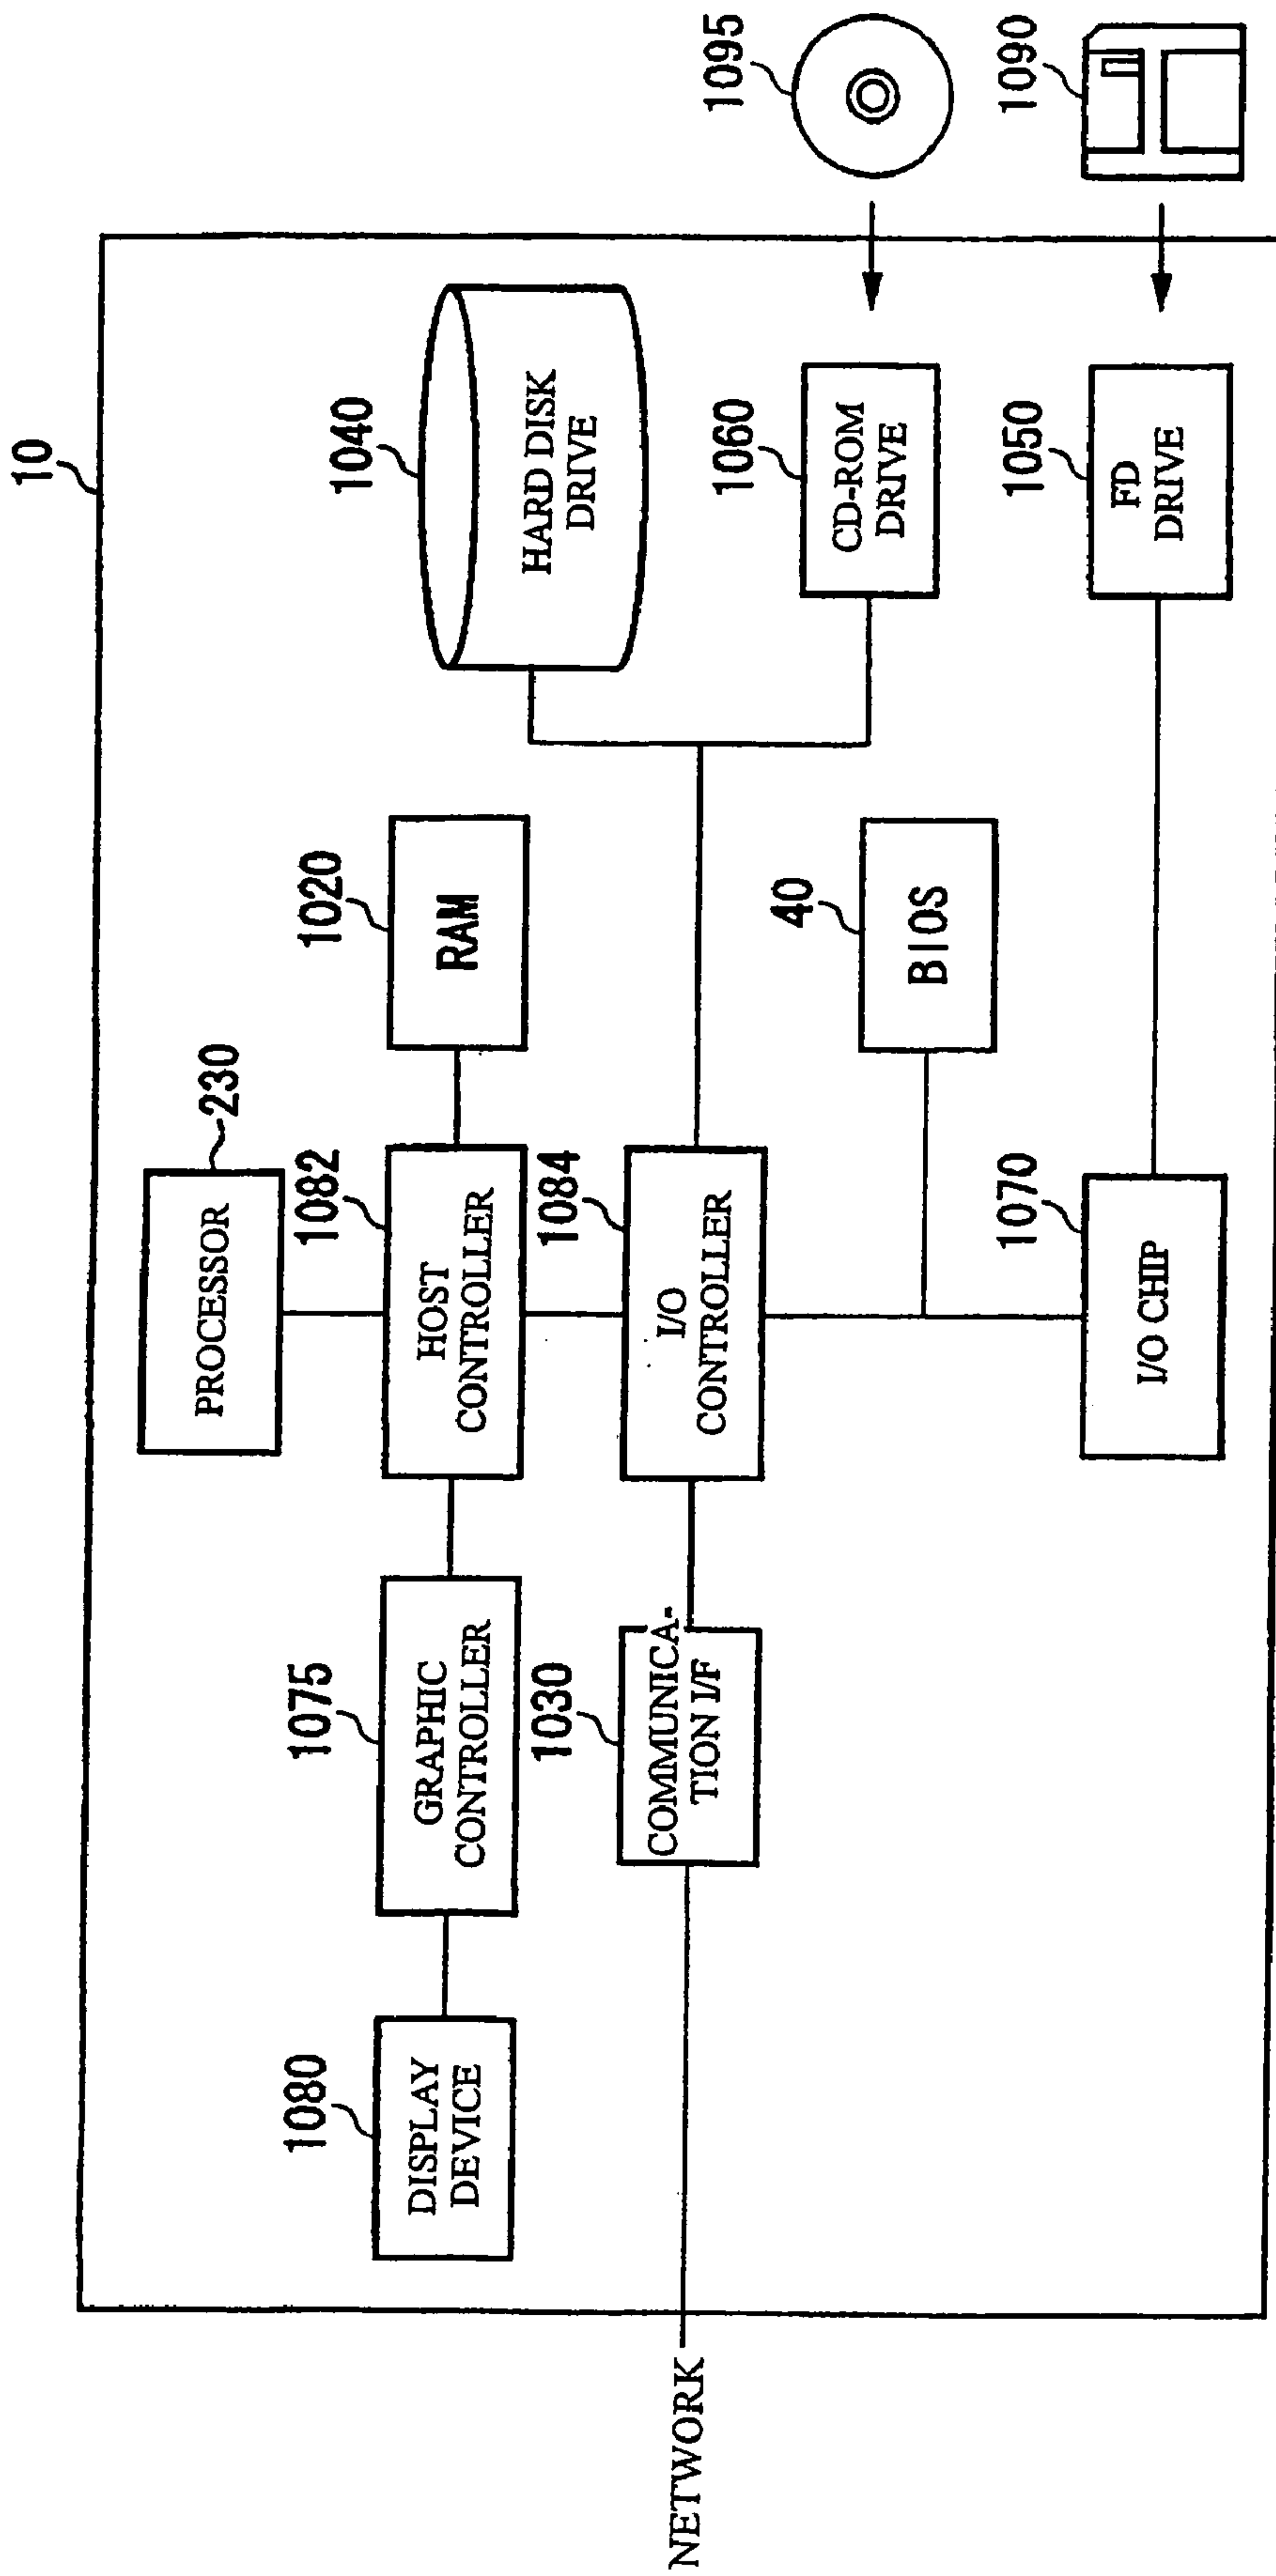 10
PROCESSOR
230
1075
1082
1020
1040
1080
DISPLAY
DEVICE
GRAPHIC
CONTROLLER
HOST
CONTROLLER
RAM
HARD DISK
DRIVE
1030
1084
NETWORK
COMMUNICA-
TION I/F
I/O
CONTROLLER
1060
1095
CD-ROM
DRIVE
40
BIOS
1070
1050
1090
I/O CHIP
FD
DRIVE